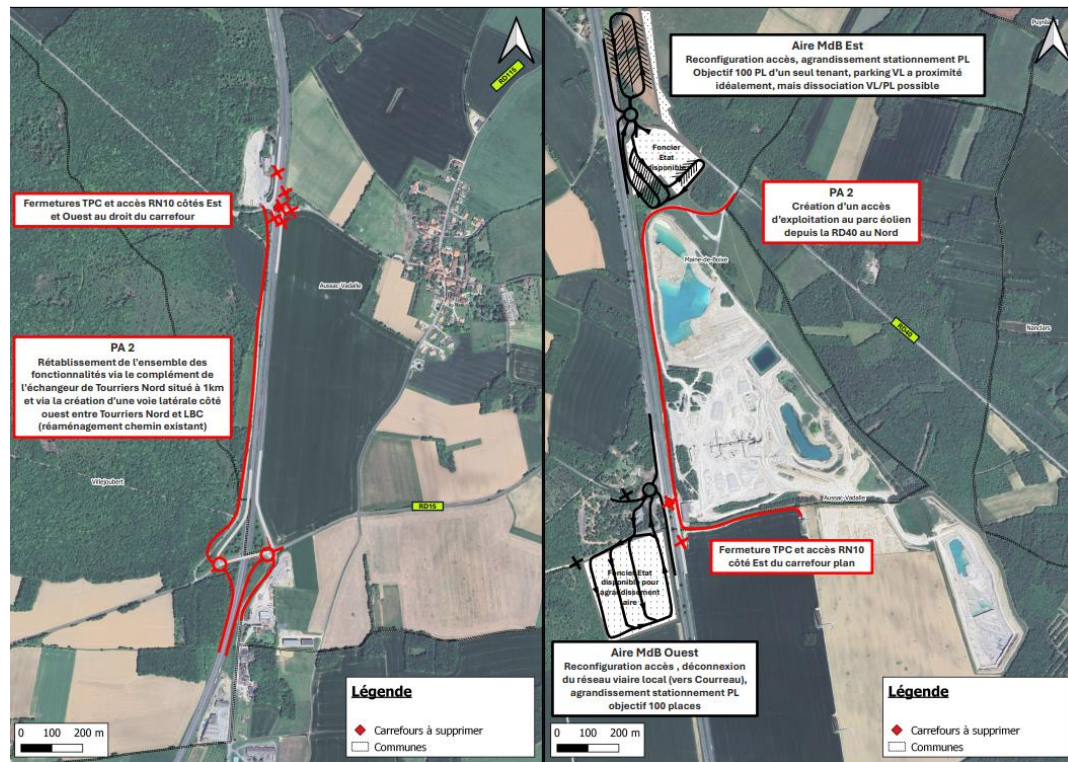 RD115
Fermetures TPC et accès RN10 côtés Est
et Ouest au droit du carrefour
Aussac-Vadalle
PA 2
Rétablissement de l'ensemble des
fonctionnalités via le complément de
l'échangeur de Tourriers Nord situé à 1km
et via la création d'une voie latérale côté
ouest entre Tourriers Nord et LBC
(réaménagement chemin existant)
Villejoubert
RD15
0 100 200 m
Légende
Carrefours à supprimer
Communes
Aire MdB Est
Reconfiguration accès, agrandissement stationnement PL
Objectif 100 PL d'un seul tenant, parking VL a proximité
idéalement, mais dissociation VL/PL possible
Foncier
Etat
disponible
PA 2
Création d'un accès
d'exploitation au parc éolien
depuis la RD40 au Nord
Maine-de-Boixe
RD40
Nanclars
Aussac-Vadalle
Fermeture TPC et accès RN10
côté Est du carrefour plan
Foncier Etat
disponible pour
agrandissement
aire
Aire MdB Ouest
Reconfiguration accès , déconnexion
du réseau viaire local (vers Courreau),
agrandissement stationnement PL
objectif 100 places
0 100 200 m
Légende
Carrefours à supprimer
Communes